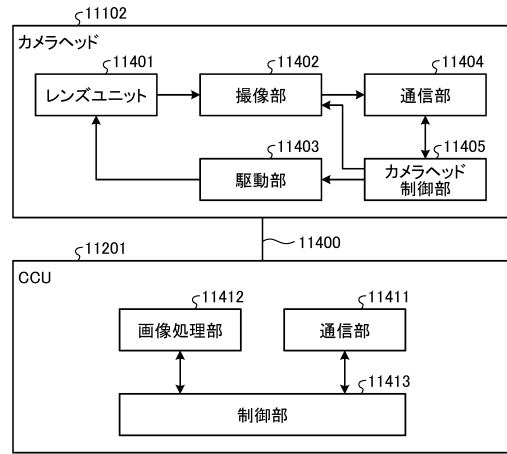 11102
カメラヘッド
11401
レンズユニット
11402
撮像部
11404
通信部
11403
駆動部
11405
カメラヘッド
制御部
11400
11201
CCU
11412
画像処理部
11411
通信部
11413
制御部